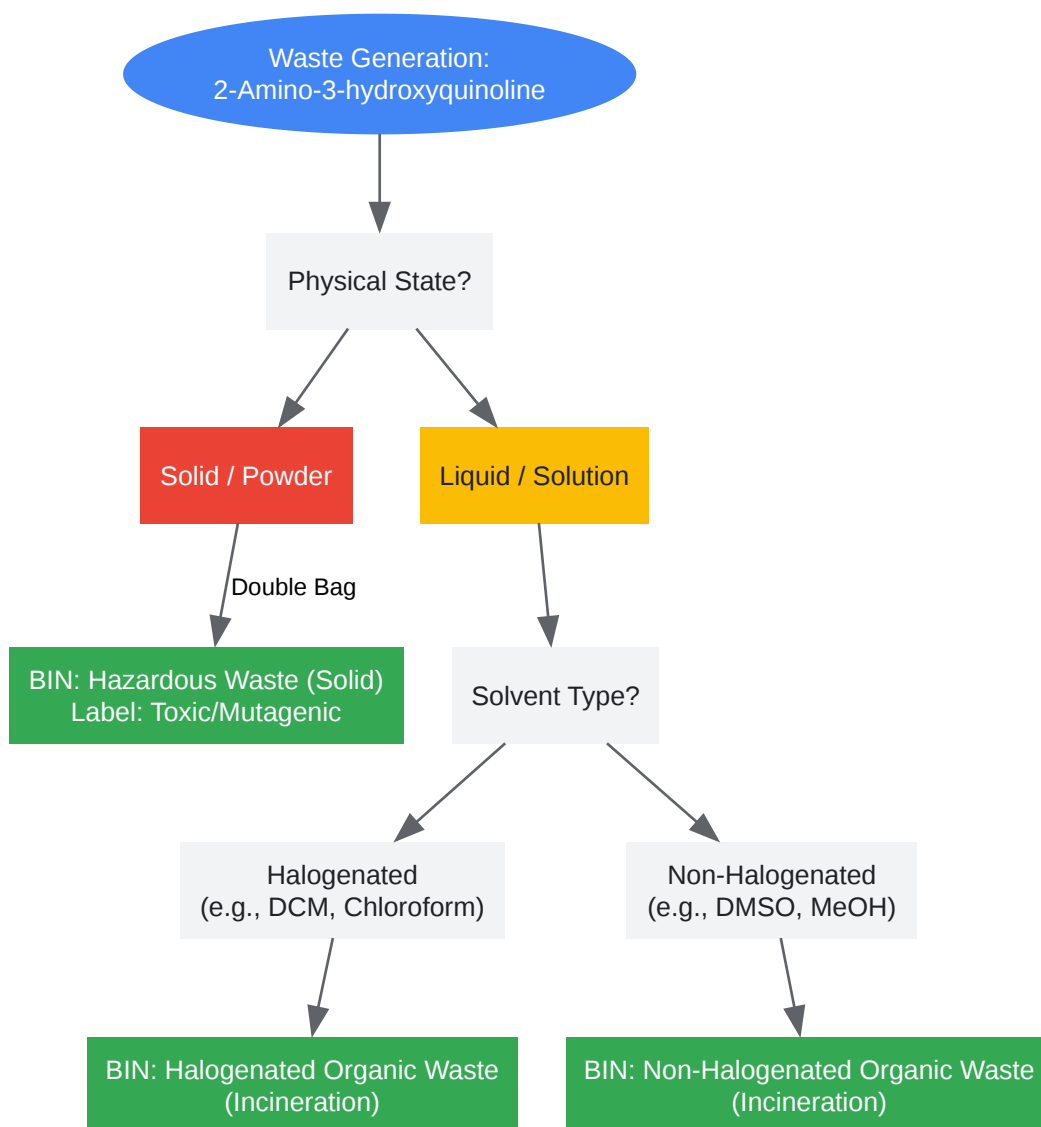 Waste Generation:
2-Amino-3-hydroxyquinoline
Physical State?
Solid / Powder
Liquid / Solution
Double Bag
BIN: Hazardous Waste (Solid)
Label: Toxic/Mutagenic
Solvent Type?
Halogenated
(e.g., DCM, Chloroform)
Non-Halogenated
(e.g., DMSO, MeOH)
BIN: Halogenated Organic Waste
(Incineration)
BIN: Non-Halogenated Organic Waste
(Incineration)